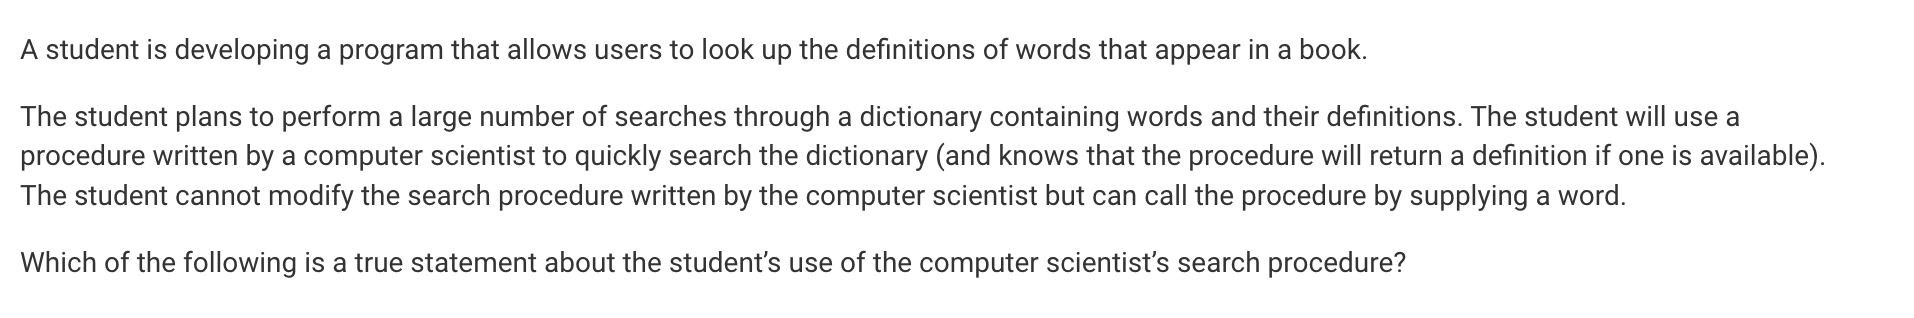 A student is developing a program that allows users to look up the definitions of words that appear in a book.
The student plans to perform a large number of searches through a dictionary containing words and their definitions. The student will use a
procedure written by a computer scientist to quickly search the dictionary (and knows that the procedure will return a definition if one is available).
The student cannot modify the search procedure written by the computer scientist but can call the procedure by supplying a word.
Which of the following is a true statement about the student’s use of the computer scientist’s search procedure?